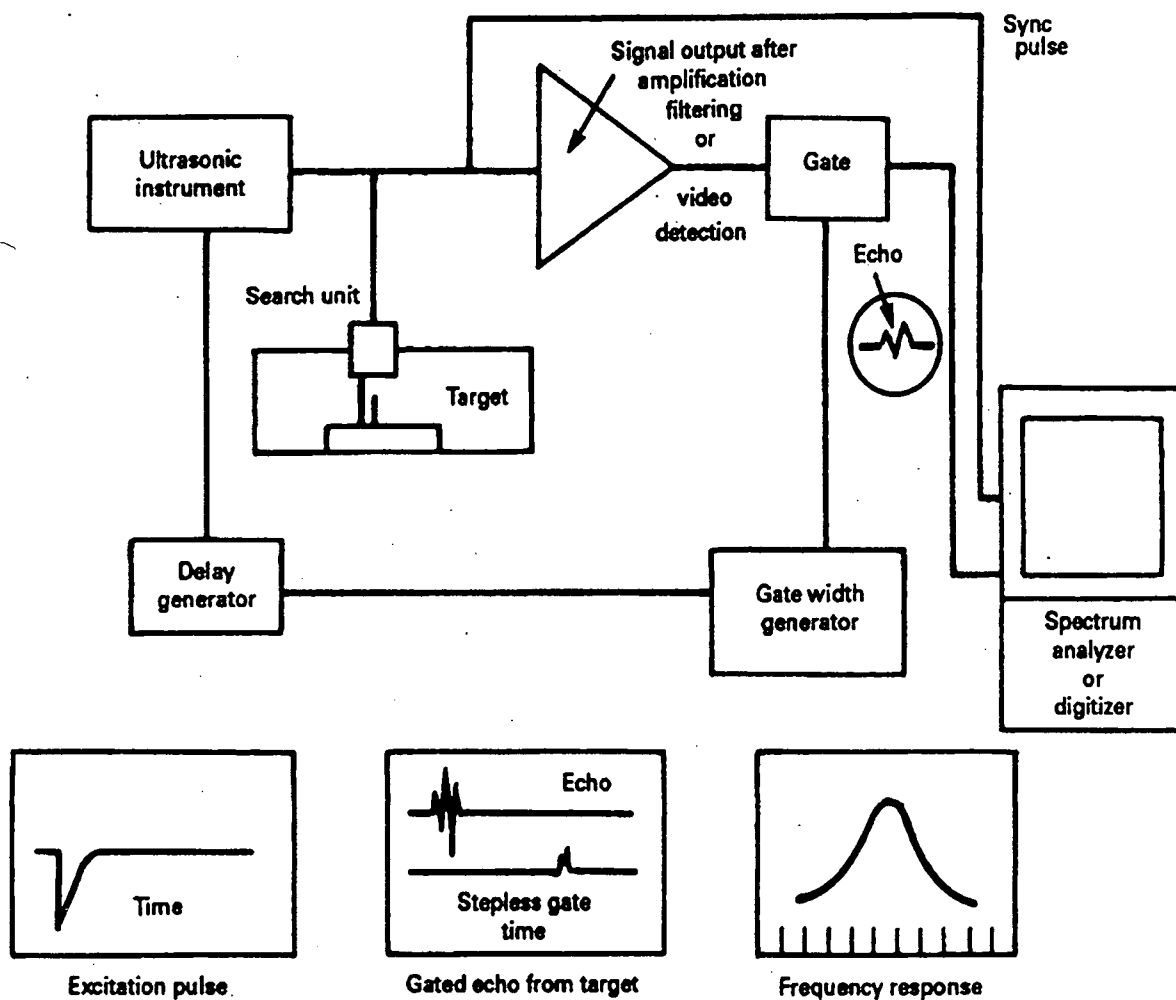 Sync
pulse
Signal output after
amplification
filtering
or
video
detection
Ultrasonic
instrument
Gate
Echo
Search unit
Target
Delay
generator
Gate width
generator
Spectrum
analyzer
or
digitizer
Time
Echo
Stepless gate
time
Excitation pulse
Gated echo from target
Frequency response